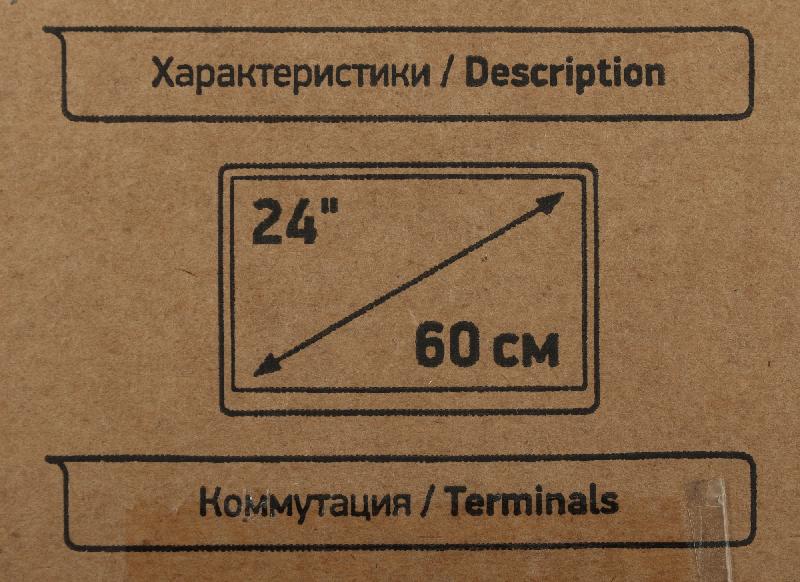 Характеристики / Description
24"
60 см
Коммутация / Terminals